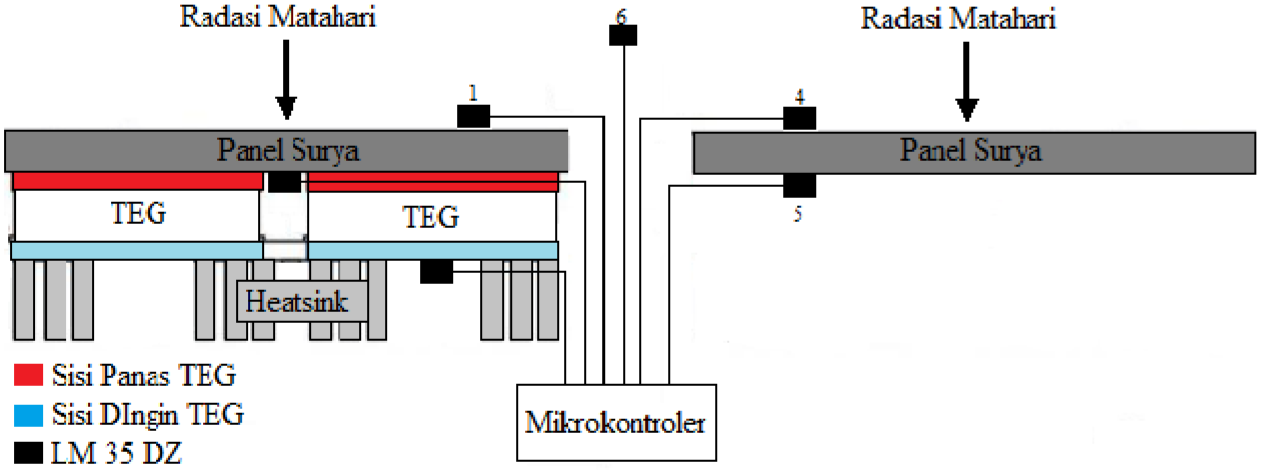 Radasi Matahari
6
Radasi Matahari
1
4
Panel Surya
Panel Surya
TEG
TEG
5
Heatsink
Sisi Panas TEG
Sisi DIngin TEG
LM 35 DZ
Mikrokontroler